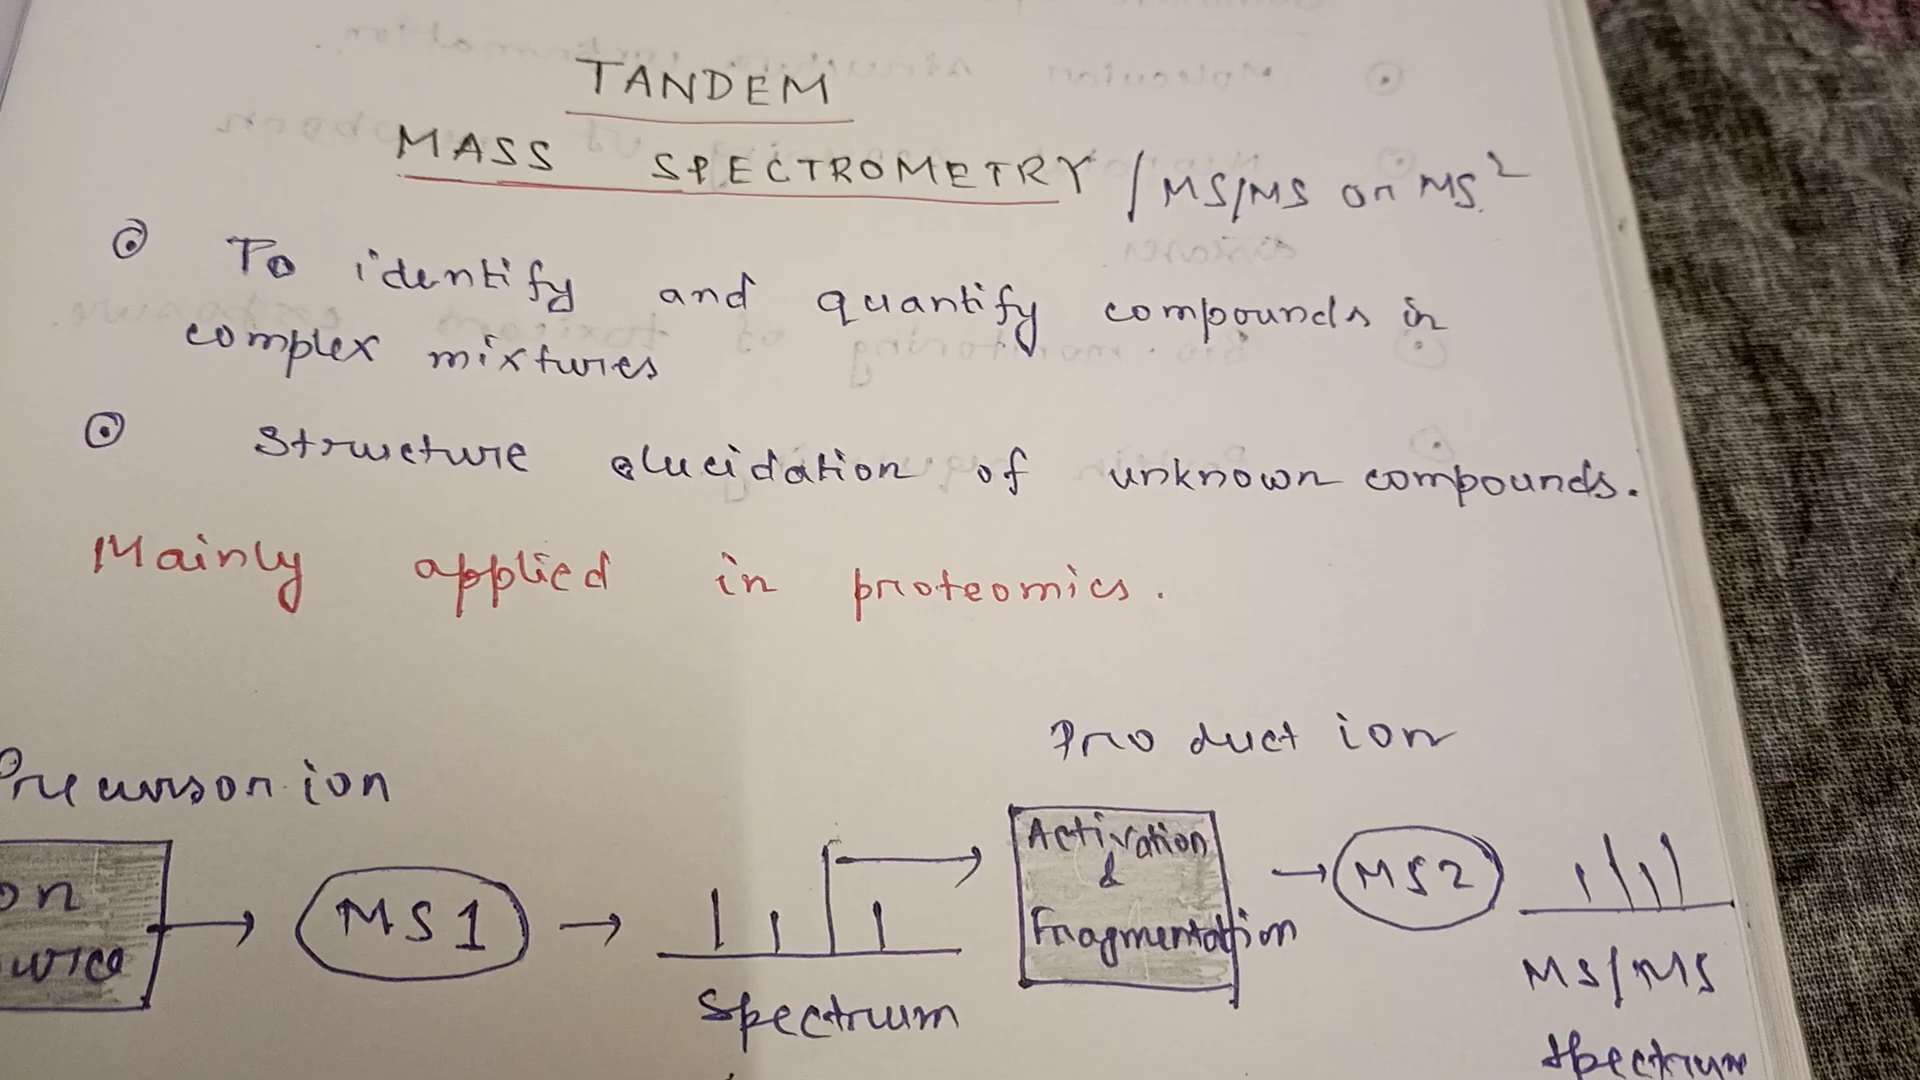 TANDEM
MASS SPECTROMETRY / MS/MS or MS²
To identify and quantify compounds in
complex mixtures
Structure elucidation of unknown compounds.
Mainly applied in proteomics.
Product ion
Precursor ion
Activation
&
Fragmentation
MS1
MS2
Spectrum
MS/MS
Spectrum